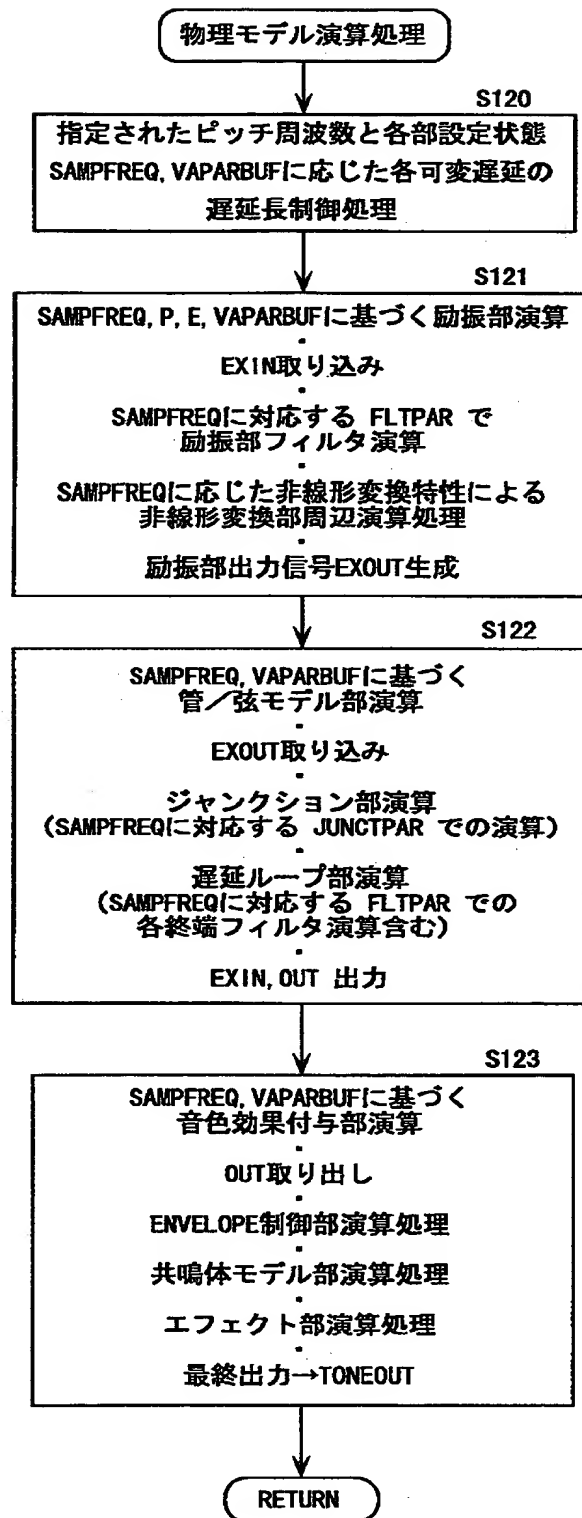 物理モデル演算処理
S120
指定されたピッチ周波数と各部設定状態
SAMPFREQ, VAPARBUFに応じた各可変遅延の
遅延長制御処理
S121
SAMPFREQ, P, E, VAPARBUFに基づく励振部演算
・
EXIN取り込み
・
SAMPFREQに対応する FLTPAR で
励振部フィルタ演算
・
SAMPFREQに応じた非線形変換特性による
非線形変換部周辺演算処理
・
励振部出力信号EXOUT生成
S122
SAMPFREQ, VAPARBUFに基づく
管／弦モデル部演算
・
EXOUT取り込み
・
ジャンクション部演算
(SAMPFREQに対応する JUNCTPAR での演算)
・
遅延ループ部演算
(SAMPFREQに対応する FLTPAR での
各終端フィルタ演算含む)
・
EXIN, OUT 出力
S123
SAMPFREQ, VAPARBUFに基づく
音色効果付与部演算
・
OUT取り出し
・
ENVELOPE制御部演算処理
・
共鳴体モデル部演算処理
・
エフェクト部演算処理
・
最終出力→TONEOUT
RETURN